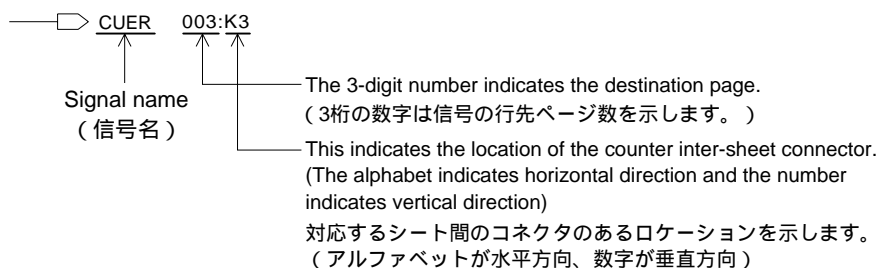 CUER 003:K3
Signal name
（信号名）
The 3-digit number indicates the destination page.
（3桁の数字は信号の行先ページ数を示します。）
This indicates the location of the counter inter-sheet connector.
(The alphabet indicates horizontal direction and the number
indicates vertical direction)
対応するシート間のコネクタのあるロケーションを示します。
（アルファベットが水平方向、数字が垂直方向）